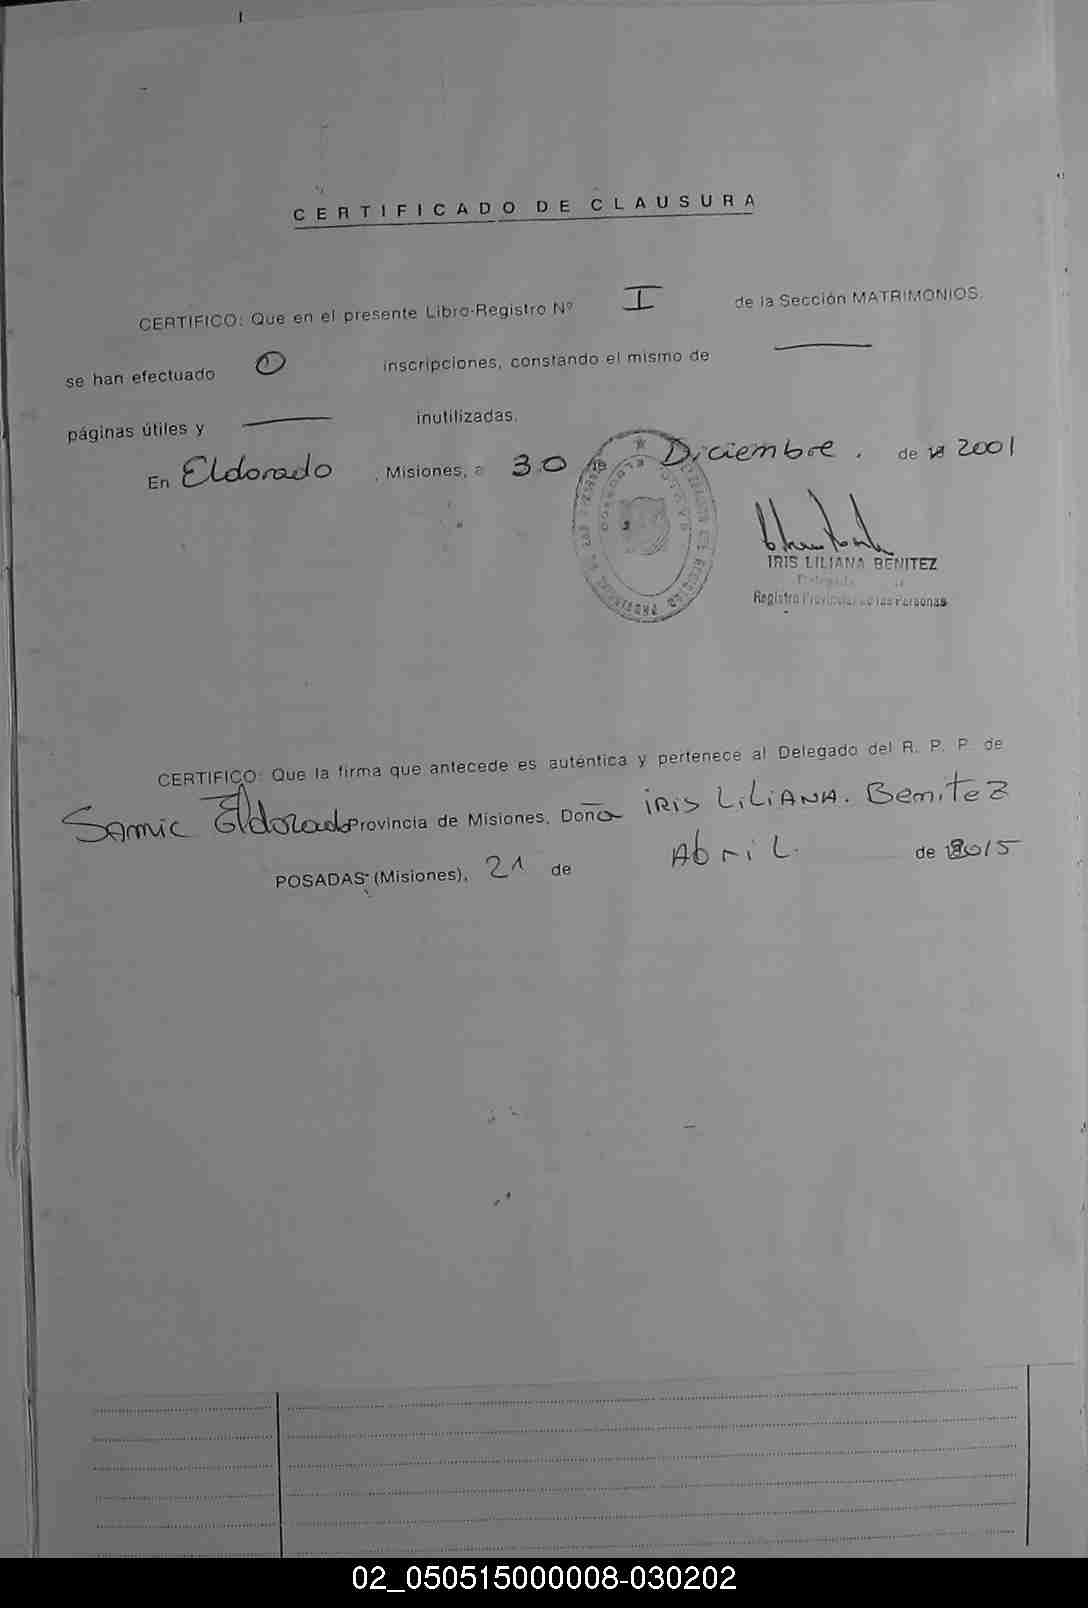 CERTIFICADO DE CLAUSURA
CERTIFICO: Que en el presente Libro-Registro Nº I de la Sección MATRIMONIOS.
se han efectuado 0 inscripciones, constando el mismo de —
páginas útiles y — inutilizadas.
En Eldorado, Misiones, a 30 de Diciembre. de 2001
IRIS LILIANA BENITEZ
Registro Provincial de las Personas
CERTIFICO: Que la firma que antecede es auténtica y pertenece al Delegado del R. P. P. de
Samic Eldorado Provincia de Misiones, Doña IRIS LILIANA. Benitez
POSADAS (Misiones), 21 de Abril. de 2015
02_050515000008-030202